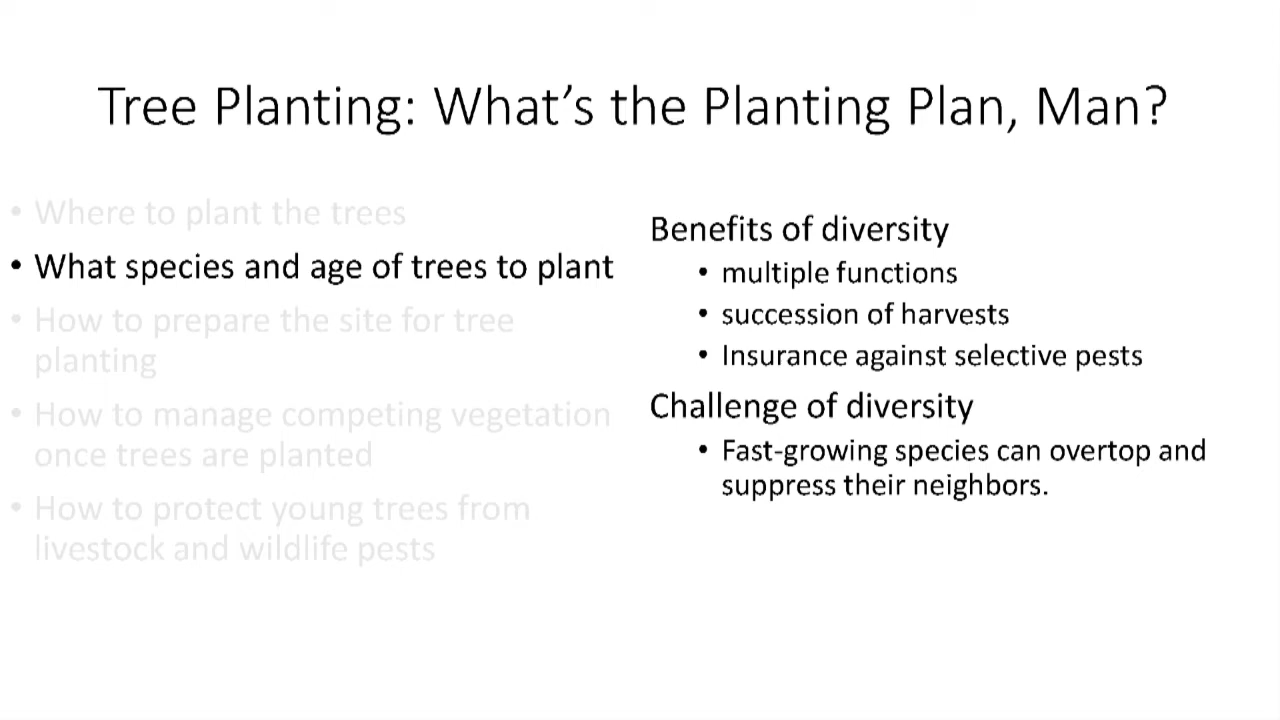 Tree Planting: What's the Planting Plan, Man?
• Where to plant the trees
• What species and age of trees to plant
• How to prepare the site for tree
planting
• How to manage competing vegetation
once trees are planted
• How to protect young trees from
livestock and wildlife pests
Benefits of diversity
• multiple functions
• succession of harvests
• Insurance against selective pests
Challenge of diversity
• Fast-growing species can overtop and
suppress their neighbors.